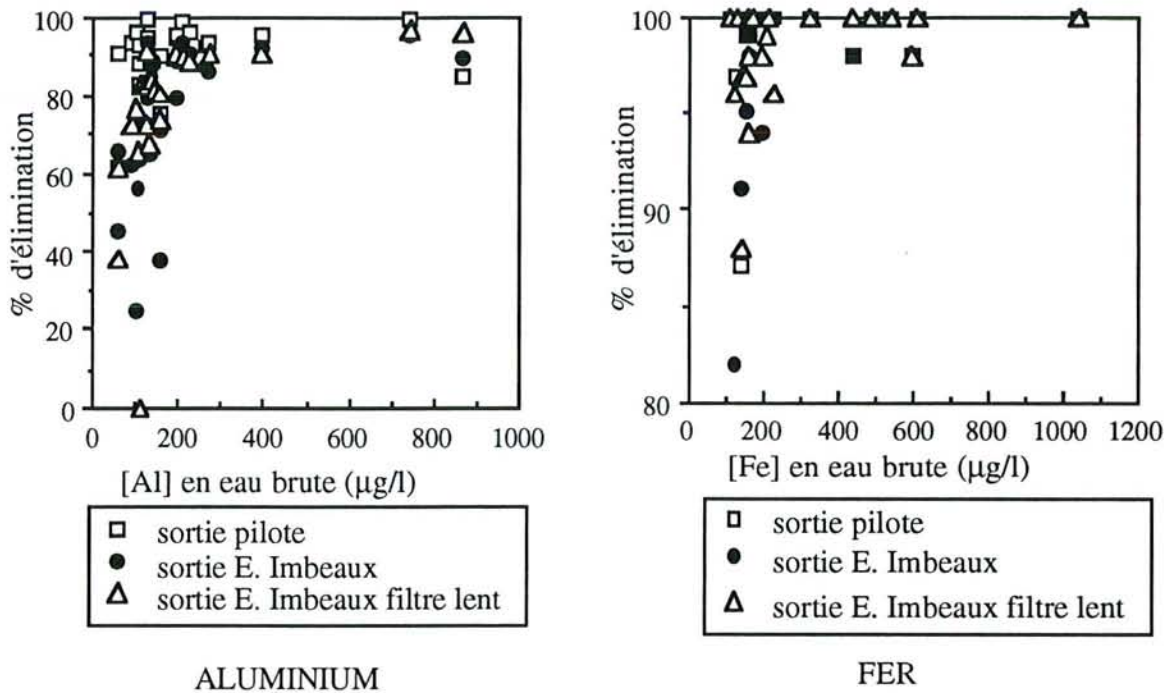 100
80
60
40
20
0
% d'élimination
0 200 400 600 800 1000
[Al] en eau brute (µg/l)
sortie pilote
sortie E. Imbeaux
sortie E. Imbeaux filtre lent
ALUMINIUM
100
90
80
% d'élimination
0 200 400 600 800 1000 1200
[Fe] en eau brute (µg/l)
sortie pilote
sortie E. Imbeaux
sortie E. Imbeaux filtre lent
FER